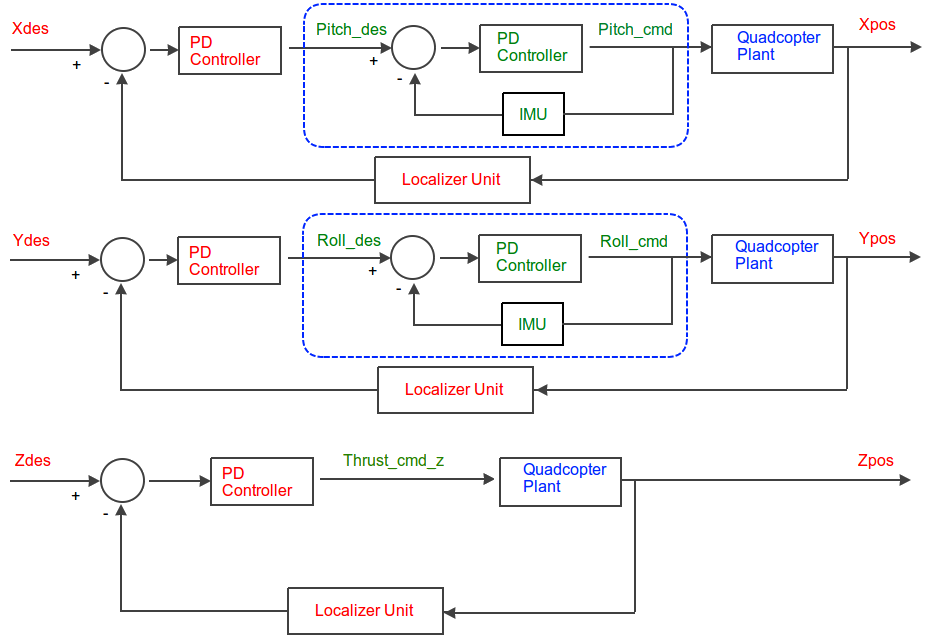 Xdes
Pitch_des
Pitch_cmd
Xpos
+
-
PD
Controller
+
-
PD
Controller
Quadcopter
Plant
IMU
Localizer Unit
Ydes
Roll_des
Roll_cmd
Ypos
+
-
PD
Controller
+
-
PD
Controller
Quadcopter
Plant
IMU
Localizer Unit
Zdes
Thrust_cmd_z
Zpos
+
-
PD
Controller
Quadcopter
Plant
Localizer Unit